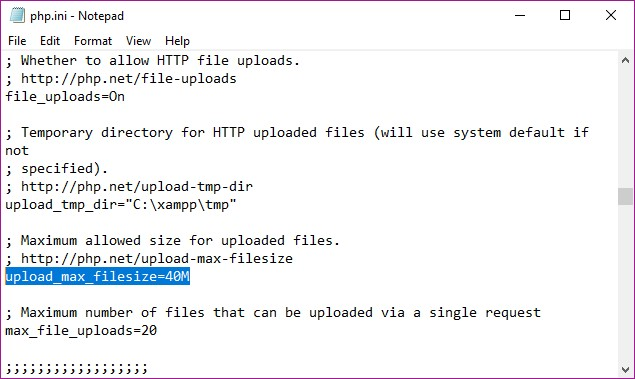 php.ini - Notepad
File Edit Format View Help
; Whether to allow HTTP file uploads.
; http://php.net/file-uploads
file_uploads=On
; Temporary directory for HTTP uploaded files (will use system default if
not
; specified).
; http://php.net/upload-tmp-dir
upload_tmp_dir="C:\xampp\tmp"
; Maximum allowed size for uploaded files.
; http://php.net/upload-max-filesize
upload_max_filesize=40M
; Maximum number of files that can be uploaded via a single request
max_file_uploads=20
;;;;;;;;;;;;;;;;;;